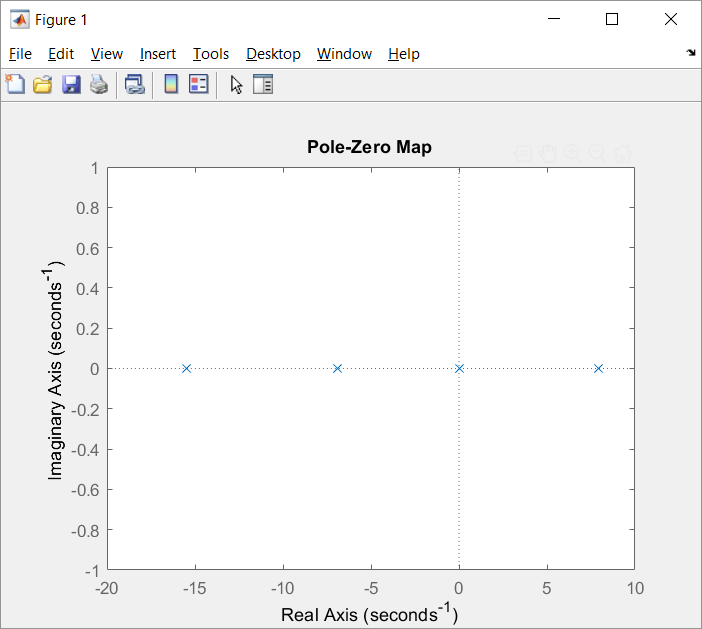 Figure 1
File Edit View Insert Tools Desktop Window Help
Pole-Zero Map
1
0.8
0.6
0.4
0.2
0
-0.2
-0.4
-0.6
-0.8
-1
Imaginary Axis (seconds⁻¹)
-20 -15 -10 -5 0 5 10
Real Axis (seconds⁻¹)